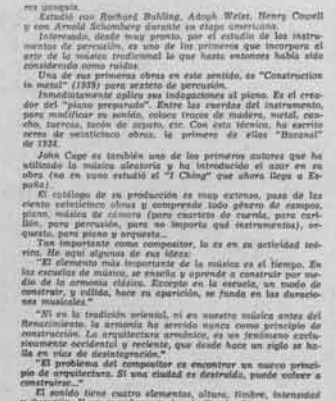 res yanquis.
Estudió con Richard Buhling, Adoph Weiss, Henry Cowell
y con Arnold Schomberg durante su etapa americana.
Interesado, desde muy pronto, por el estudio de los instru-
mentos de percusión, es uno de los primeros que incorpora el
arte de la música tradicional lo que hasta entonces había sido
considerado como ruidos.
Una de sus primeras obras en este sentido, es "Construction
in metal" (1939) para sexteto de percusión.
Inmediatamente aplica sus indagaciones al piano. Es el crea-
dor del "piano preparado". Entre las cuerdas del instrumento,
para modificar su sonido, coloca trozos de madera, metal, cau-
cho, tuercas, tacón de zapato, etc. Con esta técnica, ha escrito
cerca de veinticinco obras, la primera de ellas "Bacanal"
de 1938.
John Cage es también uno de los primeros autores que ha
utilizado la música aleatoria y ha introducido el azar en su
obra (no en vano estudió el "I Ching" que ahora llega a Es-
paña).
El catálogo de su producción es muy extenso, pasa de las
ciento veinticinco obras y comprende todo género de campos,
piano, música de cámara (para cuarteto de cuerda, para cari-
llón, para percusión, para no importa qué instrumentos), or-
questa, para piano y orquesta...
Tan importante como compositor, lo es en su actividad teó-
rica. He aquí algunas de sus ideas:
"El elemento más importante de la música es el tiempo. En
las escuelas de música, se enseña y aprende a construir por me-
dio de la armonía clásica. Excepto en la escuela, un modo de
construir, y válido, hace su aparición, se funda en las duracio-
nes musicales."
"Ni en la tradición oriental, ni en nuestra música antes del
Renacimiento, la armonía ha servido nunca como principio de
construcción. La arquitectura armónica, es un fenómeno exclu-
sivamente occidental y reciente, que desde hace un siglo se ha-
lla en vías de desintegración."
"El problema del compositor es encontrar un nuevo princi-
pio de arquitectura. Si una ciudad es destruida, puede volver a
construirse..."
El sonido tiene cuatro elementos, altura, timbre, intensidad